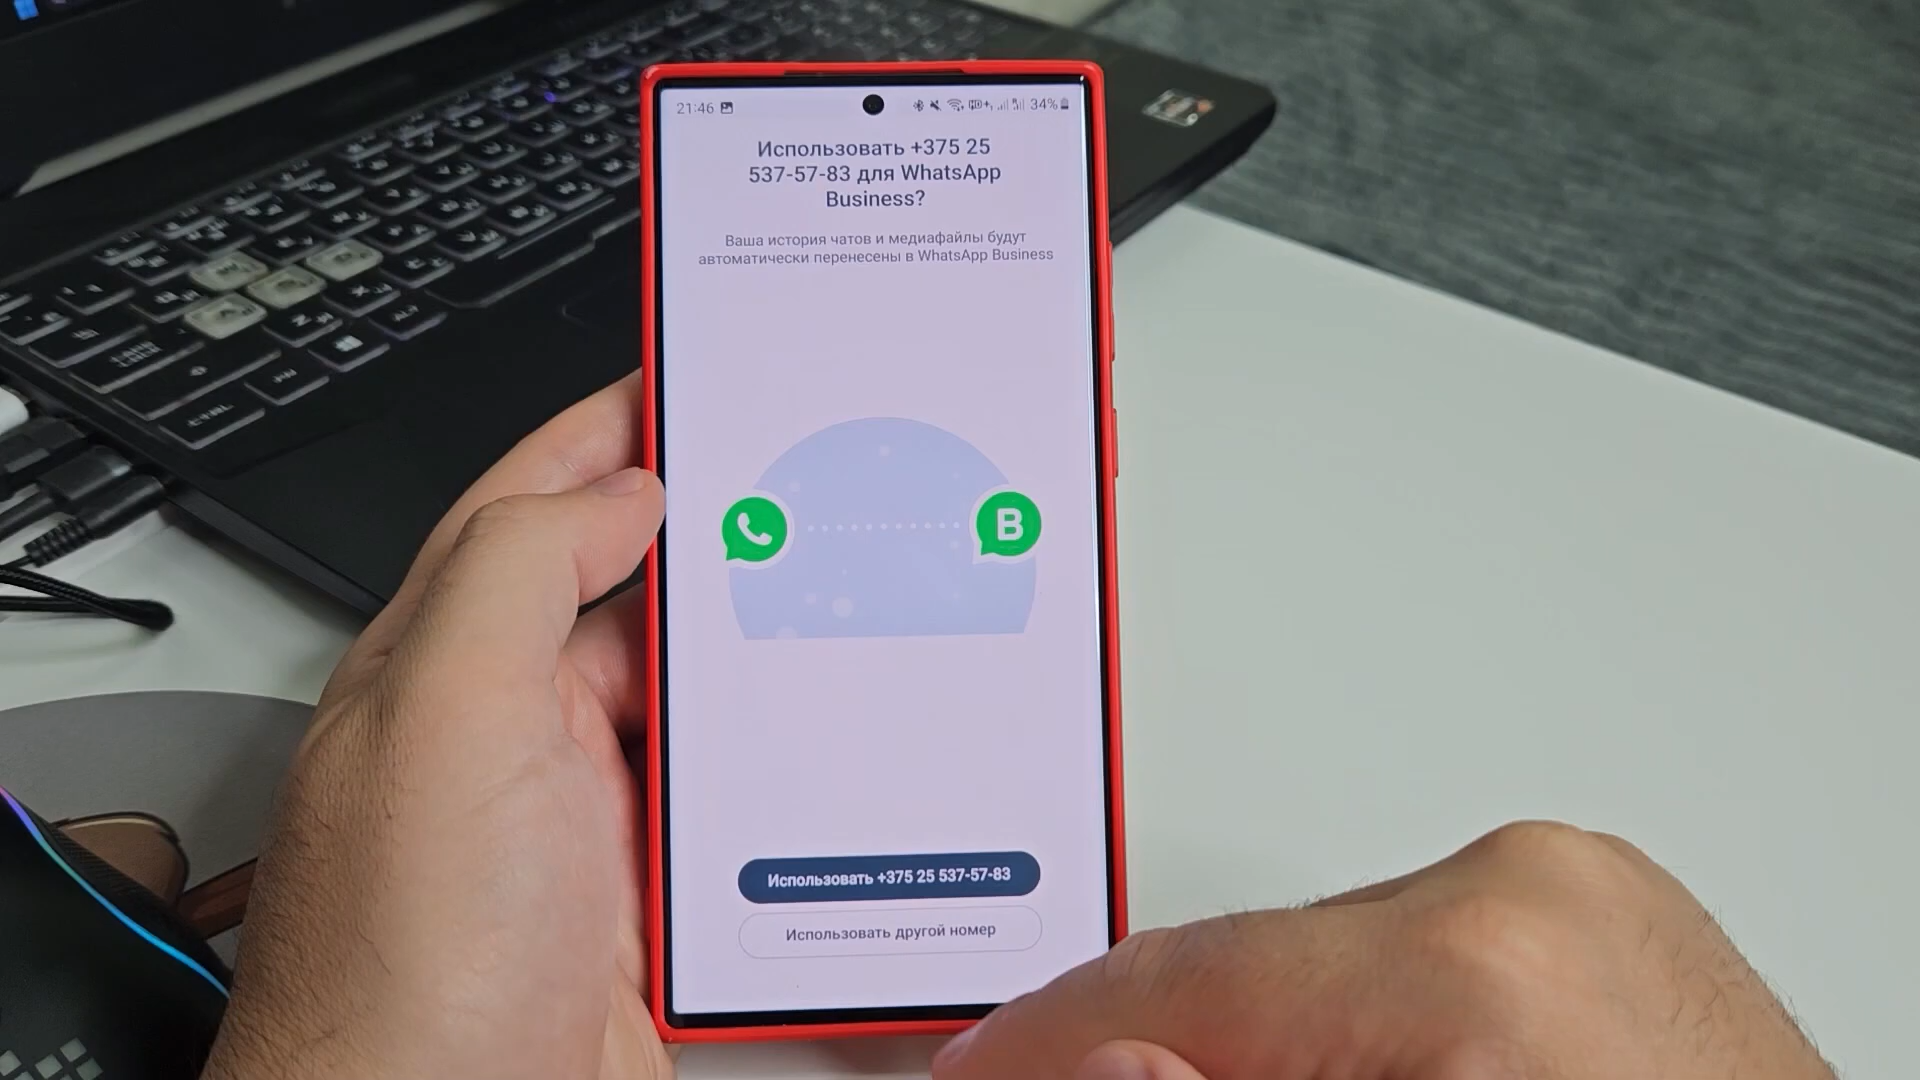 21:46
34%
Использовать +375 25
537-57-83 для WhatsApp
Business?
Ваша история чатов и медиафайлы будут
автоматически перенесены в WhatsApp Business
B
Использовать +375 25 537-57-83
Использовать другой номер